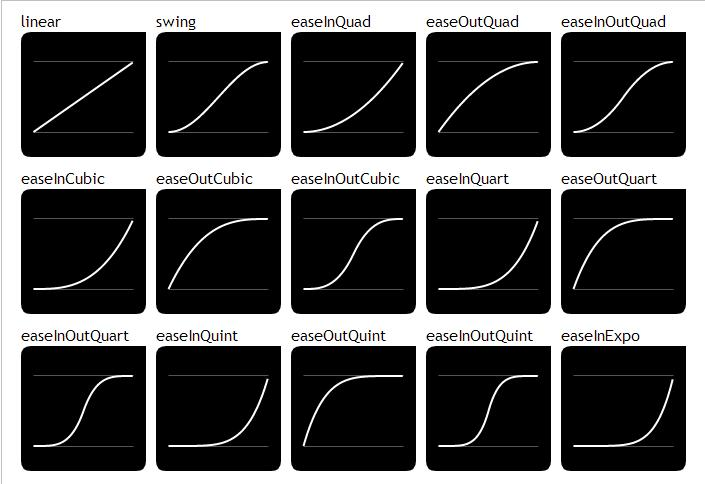 linear swing easeInQuad easeOutQuad easeInOutQuad
easeInCubic easeOutCubic easeInOutCubic easeInQuart easeOutQuart
easeInOutQuart easeInQuint easeOutQuint easeInOutQuint easeInExpo